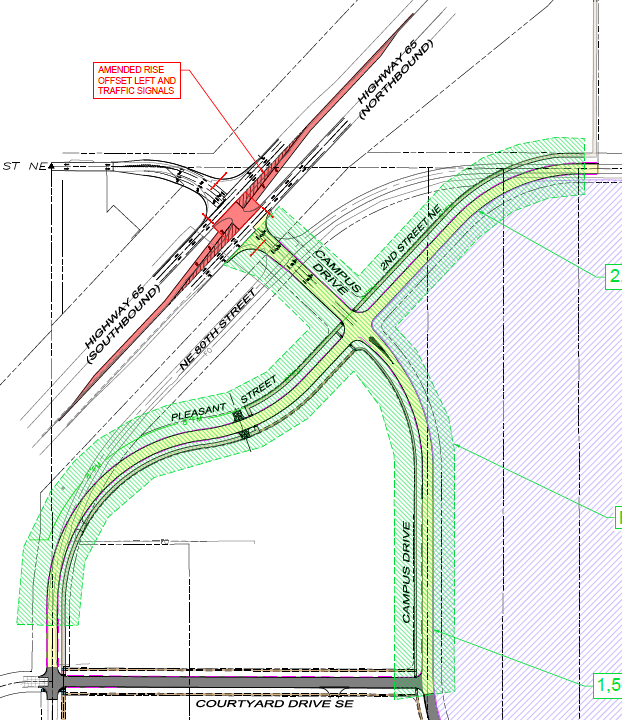 AMENDED RISE
OFFSET LEFT AND
TRAFFIC SIGNALS
HIGHWAY 65
(NORTHBOUND)
ST NE
CAMPUS
DRIVE
2ND STREET NE
2
HIGHWAY 65
(SOUTHBOUND)
NE 80TH STREET
PLEASANT STREET
CAMPUS DRIVE
1,5
COURTYARD DRIVE SE